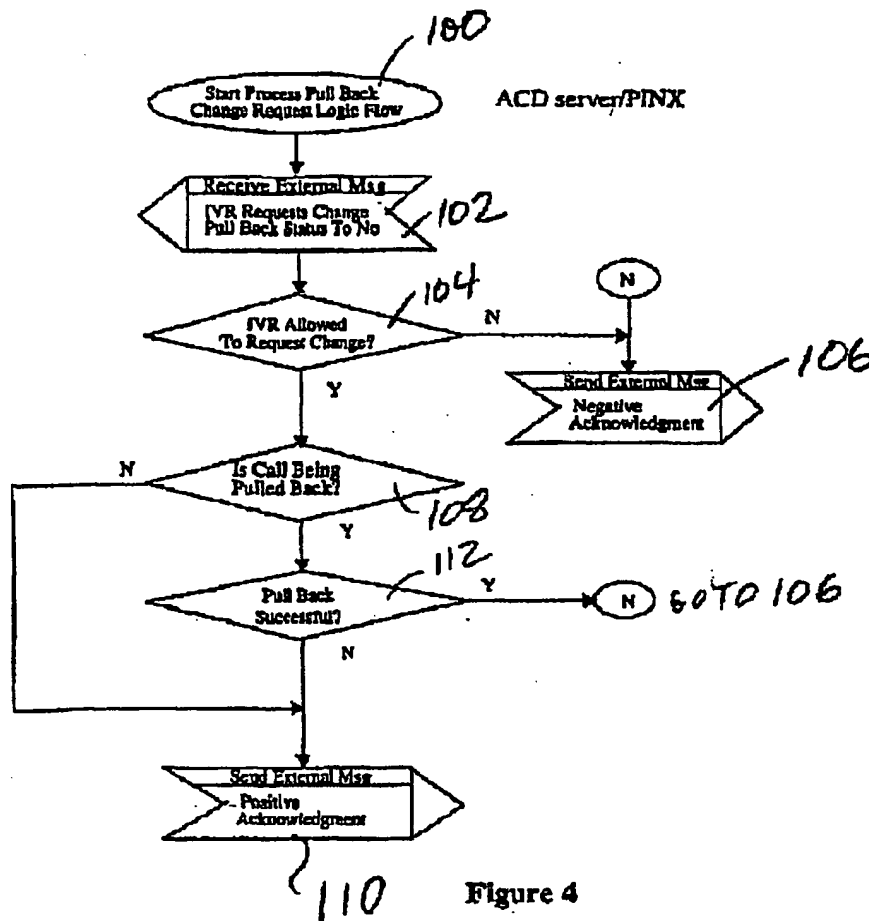 100
Start Process Pull Back
Change Request Logic Flow
ACD server/PINX
Receive External Msg
IVR Requests Change
Pull Back Status To No
102
N
104
IVR Allowed
To Request Change?
N
106
Send External Msg
Negative
Acknowledgment
Y
N
Is Call Being
Pulled Back?
108
Y
112
Pull Back
Successful?
Y
N
GO TO 106
N
Send External Msg
Positive
Acknowledgment
110
Figure 4